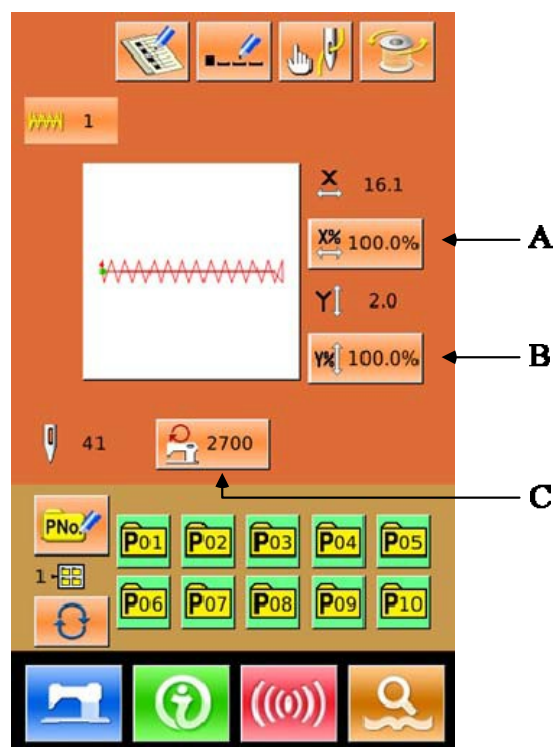 1
X 16.1
X% 100.0%
A
Y 2.0
Y% 100.0%
B
41 2700
C
PNo.
P01 P02 P03 P04 P05
1-
P06 P07 P08 P09 P10